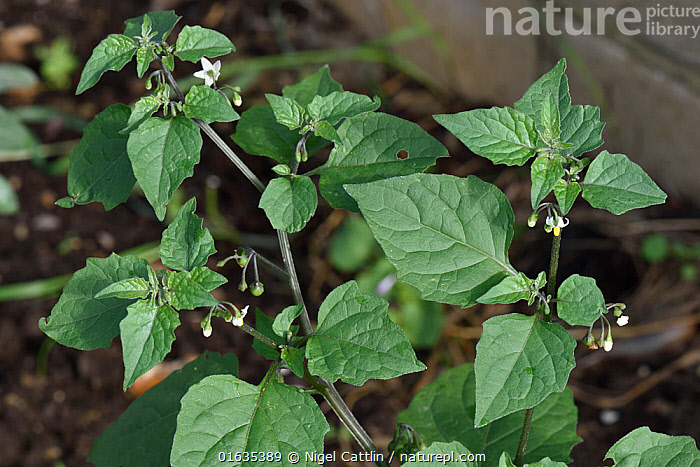 nature picture library
01635389 © Nigel Cattlin / naturepl.com